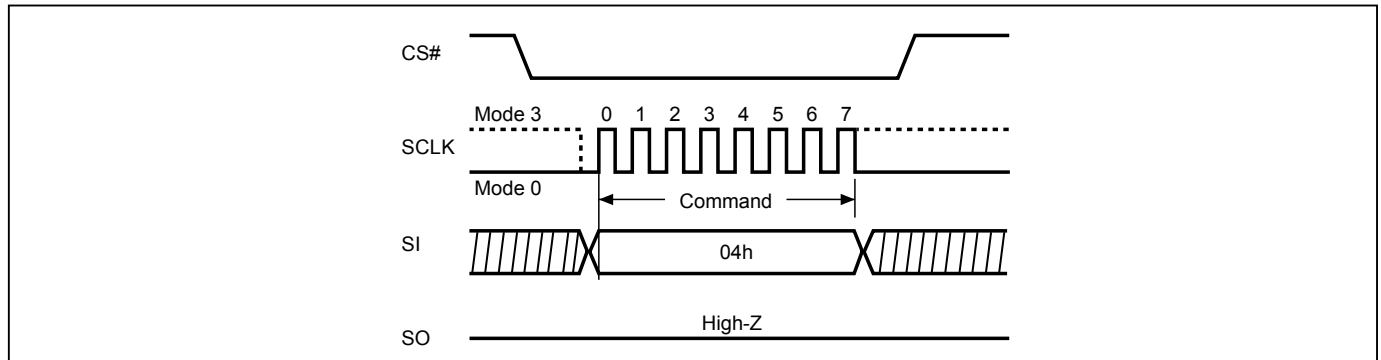 CS#
Mode 3
0 1 2 3 4 5 6 7
SCLK
Mode 0
Command
SI
04h
High-Z
SO